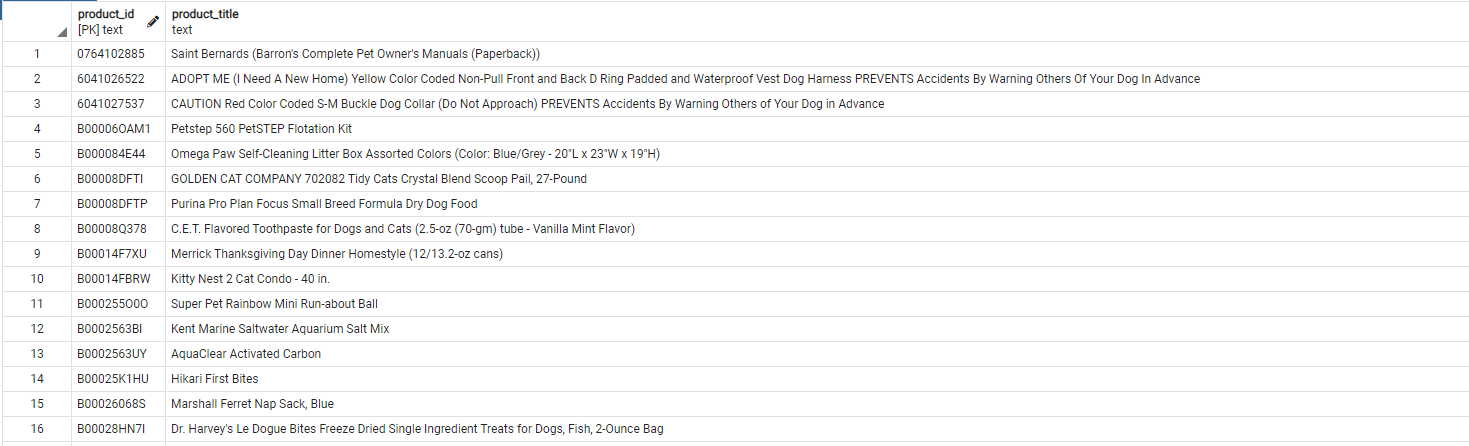 product_id product_title
[PK] text text
1 0764102885 Saint Bernards (Barron's Complete Pet Owner's Manuals (Paperback))
2 6041026522 ADOPT ME (I Need A New Home) Yellow Color Coded Non-Pull Front and Back D Ring Padded and Waterproof Vest Dog Harness PREVENTS Accidents By Warning Others Of Your Dog In Advance
3 6041027537 CAUTION Red Color Coded S-M Buckle Dog Collar (Do Not Approach) PREVENTS Accidents By Warning Others of Your Dog in Advance
4 B00006OAM1 Petstep 560 PetSTEP Flotation Kit
5 B000084E44 Omega Paw Self-Cleaning Litter Box Assorted Colors (Color: Blue/Grey - 20"L x 23"W x 19"H)
6 B00008DFTI GOLDEN CAT COMPANY 702082 Tidy Cats Crystal Blend Scoop Pail, 27-Pound
7 B00008DFTP Purina Pro Plan Focus Small Breed Formula Dry Dog Food
8 B00008Q378 C.E.T. Flavored Toothpaste for Dogs and Cats (2.5-oz (70-gm) tube - Vanilla Mint Flavor)
9 B00014F7XU Merrick Thanksgiving Day Dinner Homestyle (12/13.2-oz cans)
10 B00014FBRW Kitty Nest 2 Cat Condo - 40 in.
11 B000255O0O Super Pet Rainbow Mini Run-about Ball
12 B0002563BI Kent Marine Saltwater Aquarium Salt Mix
13 B0002563UY AquaClear Activated Carbon
14 B00025K1HU Hikari First Bites
15 B00026068S Marshall Ferret Nap Sack, Blue
16 B00028HN7I Dr. Harvey's Le Dogue Bites Freeze Dried Single Ingredient Treats for Dogs, Fish, 2-Ounce Bag